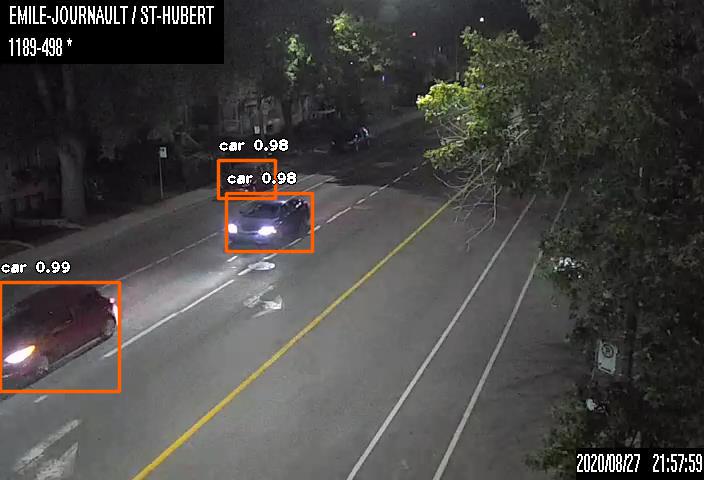 EMILE-JOURNAULT / ST-HUBERT
1189-498 *
car 0.98
car 0.98
car 0.99
2020/08/27 21:57:59